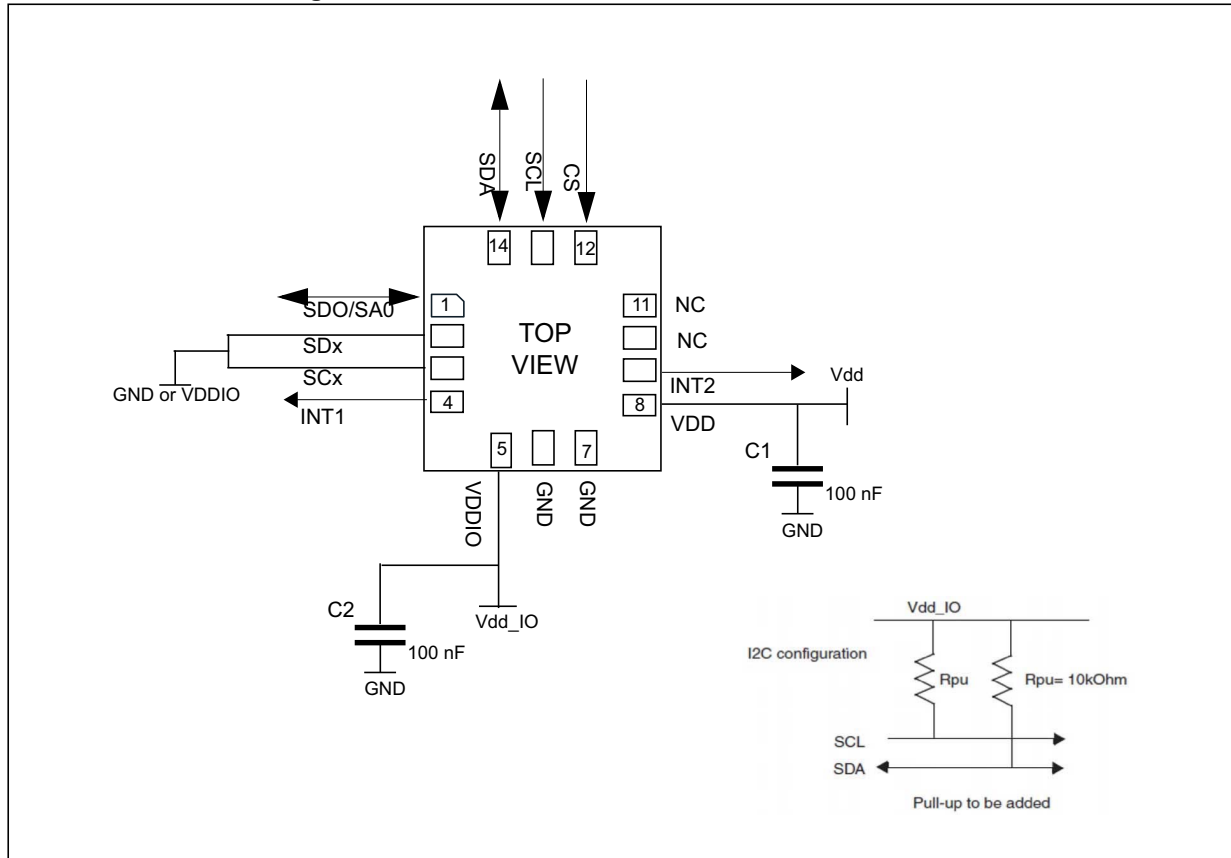 SDA
SCL
CS
14
12
SDO/SA0
1
11
NC
SDx
TOP
VIEW
NC
SCx
GND or VDDIO
INT1
4
INT2
8
VDD
Vdd
5
7
VDDIO
GND
GND
C1
100 nF
GND
C2
100 nF
GND
Vdd_IO
Vdd_IO
I2C configuration
Rpu
Rpu= 10kOhm
SCL
SDA
Pull-up to be added